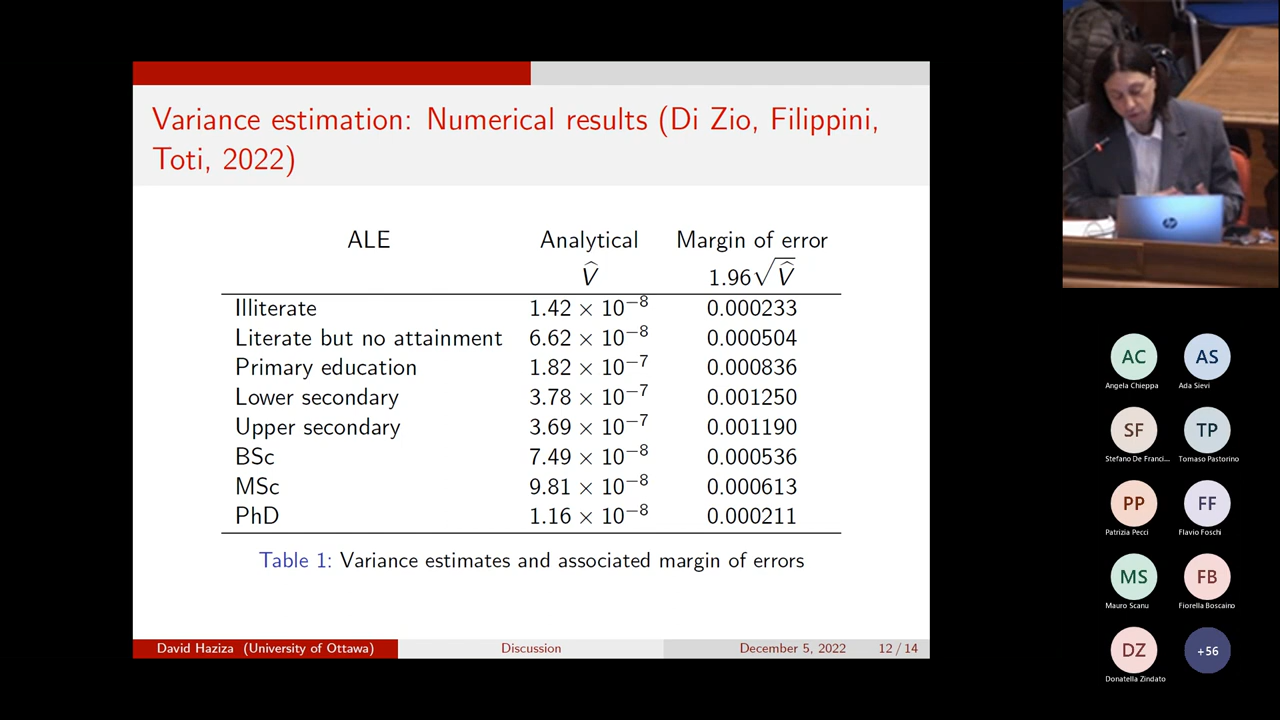 Variance estimation: Numerical results (Di Zio, Filippini,
Toti, 2022)
ALE Analytical Margin of error
V̂ 1.96√V̂
Illiterate 1.42 × 10⁻⁸ 0.000233
Literate but no attainment 6.62 × 10⁻⁸ 0.000504
Primary education 1.82 × 10⁻⁷ 0.000836
Lower secondary 3.78 × 10⁻⁷ 0.001250
Upper secondary 3.69 × 10⁻⁷ 0.001190
BSc 7.49 × 10⁻⁸ 0.000536
MSc 9.81 × 10⁻⁸ 0.000613
PhD 1.16 × 10⁻⁸ 0.000211
Table 1: Variance estimates and associated margin of errors
David Haziza (University of Ottawa) Discussion December 5, 2022 12 / 14
hp
AC AS
Angela Chieppa Ada Sievi
SF TP
Stefano De Franci... Tomaso Pastorino
PP FF
Patrizia Pecci Flavio Foschi
MS FB
Mauro Scanu Fiorella Boscaino
DZ +56
Donatella Zindato